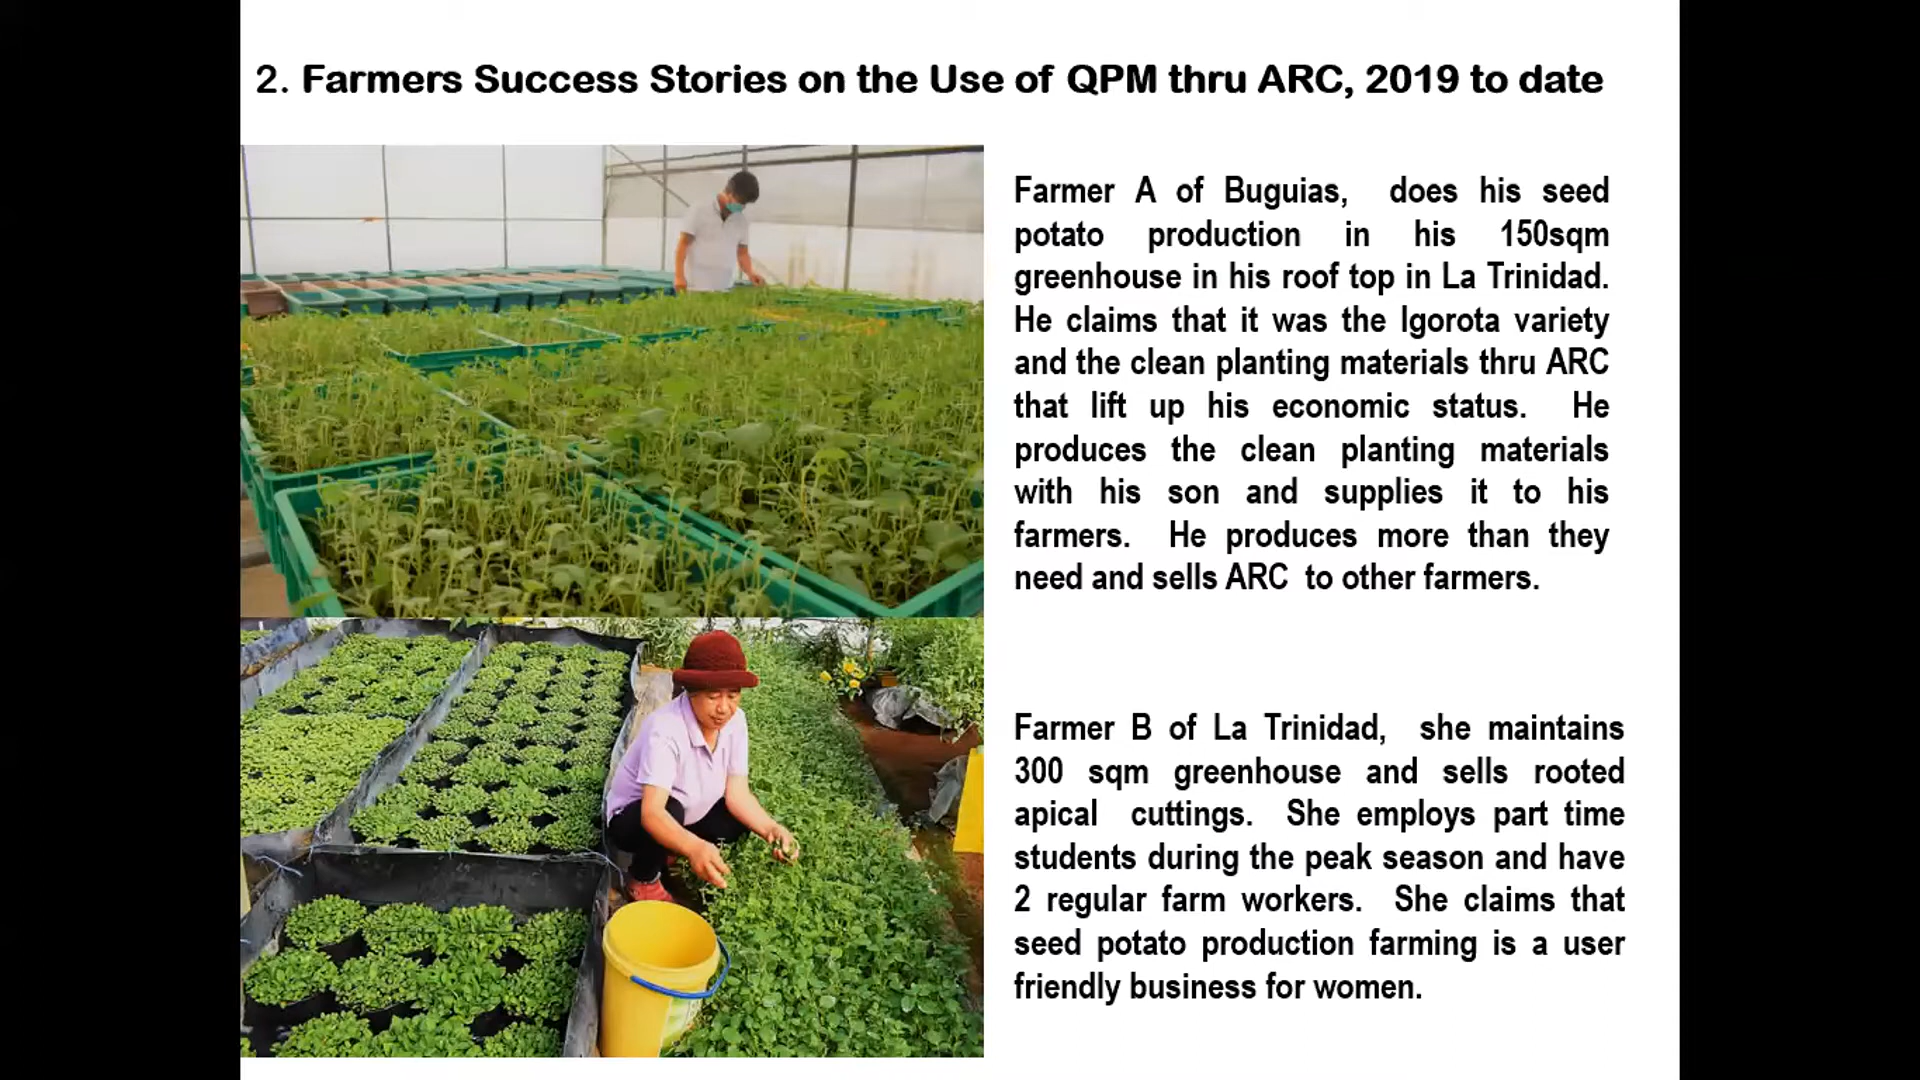 2. Farmers Success Stories on the Use of QPM thru ARC, 2019 to date
Farmer A of Buguias, does his seed
potato production in his 150sqm
greenhouse in his roof top in La Trinidad.
He claims that it was the Igorota variety
and the clean planting materials thru ARC
that lift up his economic status. He
produces the clean planting materials
with his son and supplies it to his
farmers. He produces more than they
need and sells ARC to other farmers.
Farmer B of La Trinidad, she maintains
300 sqm greenhouse and sells rooted
apical cuttings. She employs part time
students during the peak season and have
2 regular farm workers. She claims that
seed potato production farming is a user
friendly business for women.